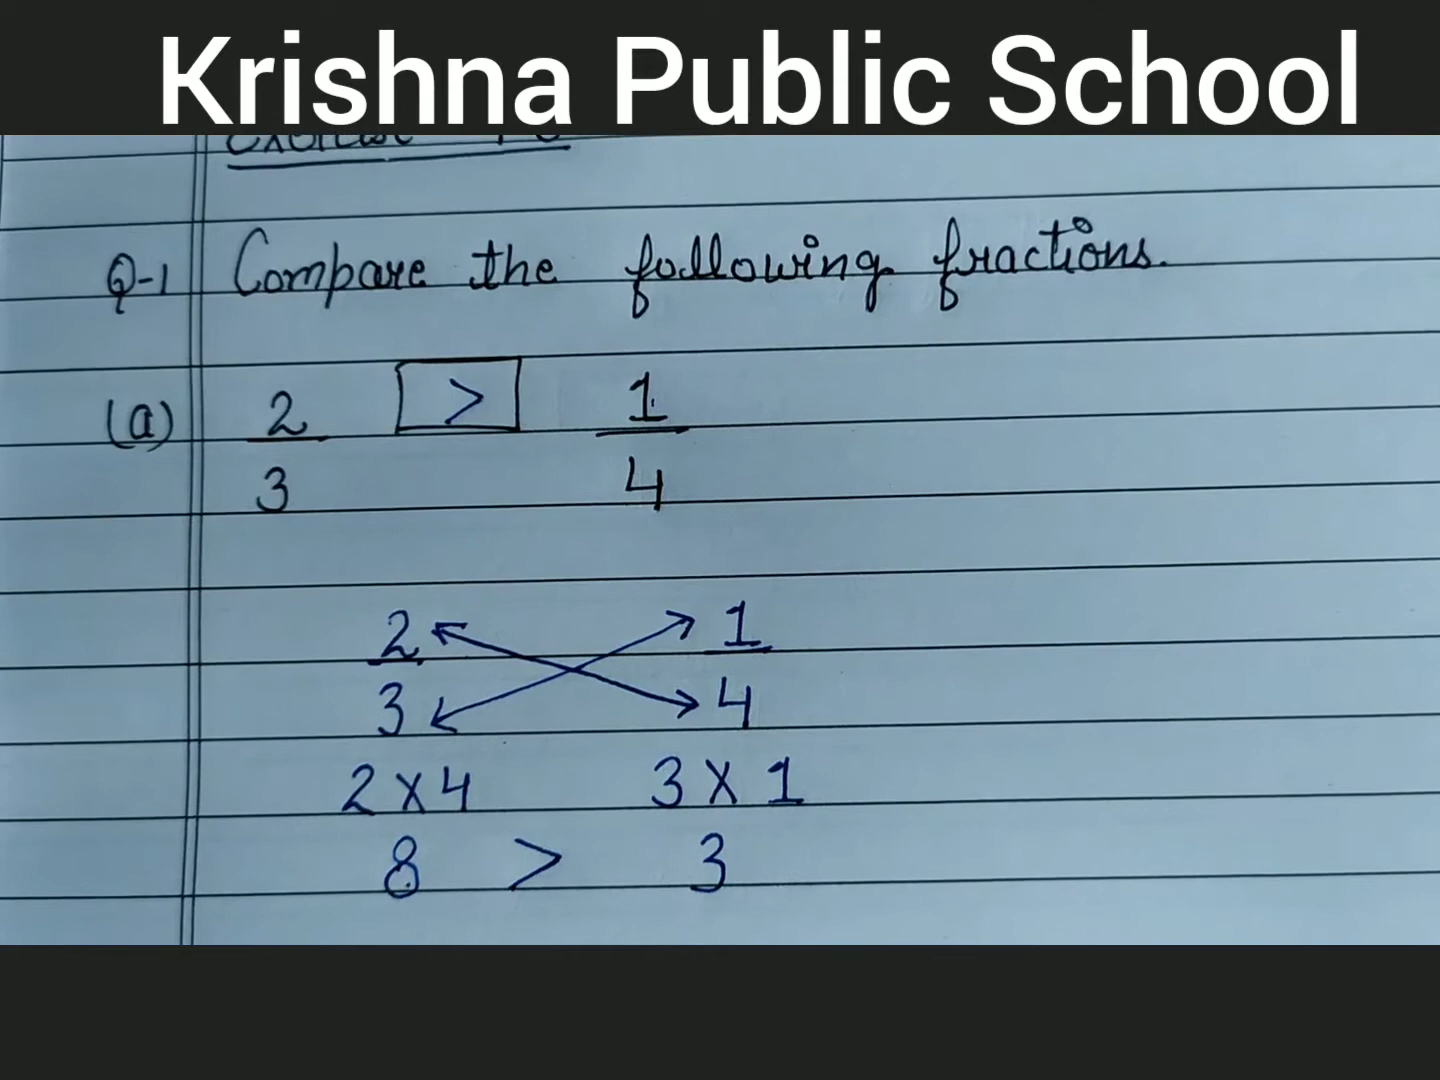 Krishna Public School
Q-1 Compare the following fractions.
(a) 2/3 > 1/4
2 1
3 4
2 x 4 3 x 1
8 > 3